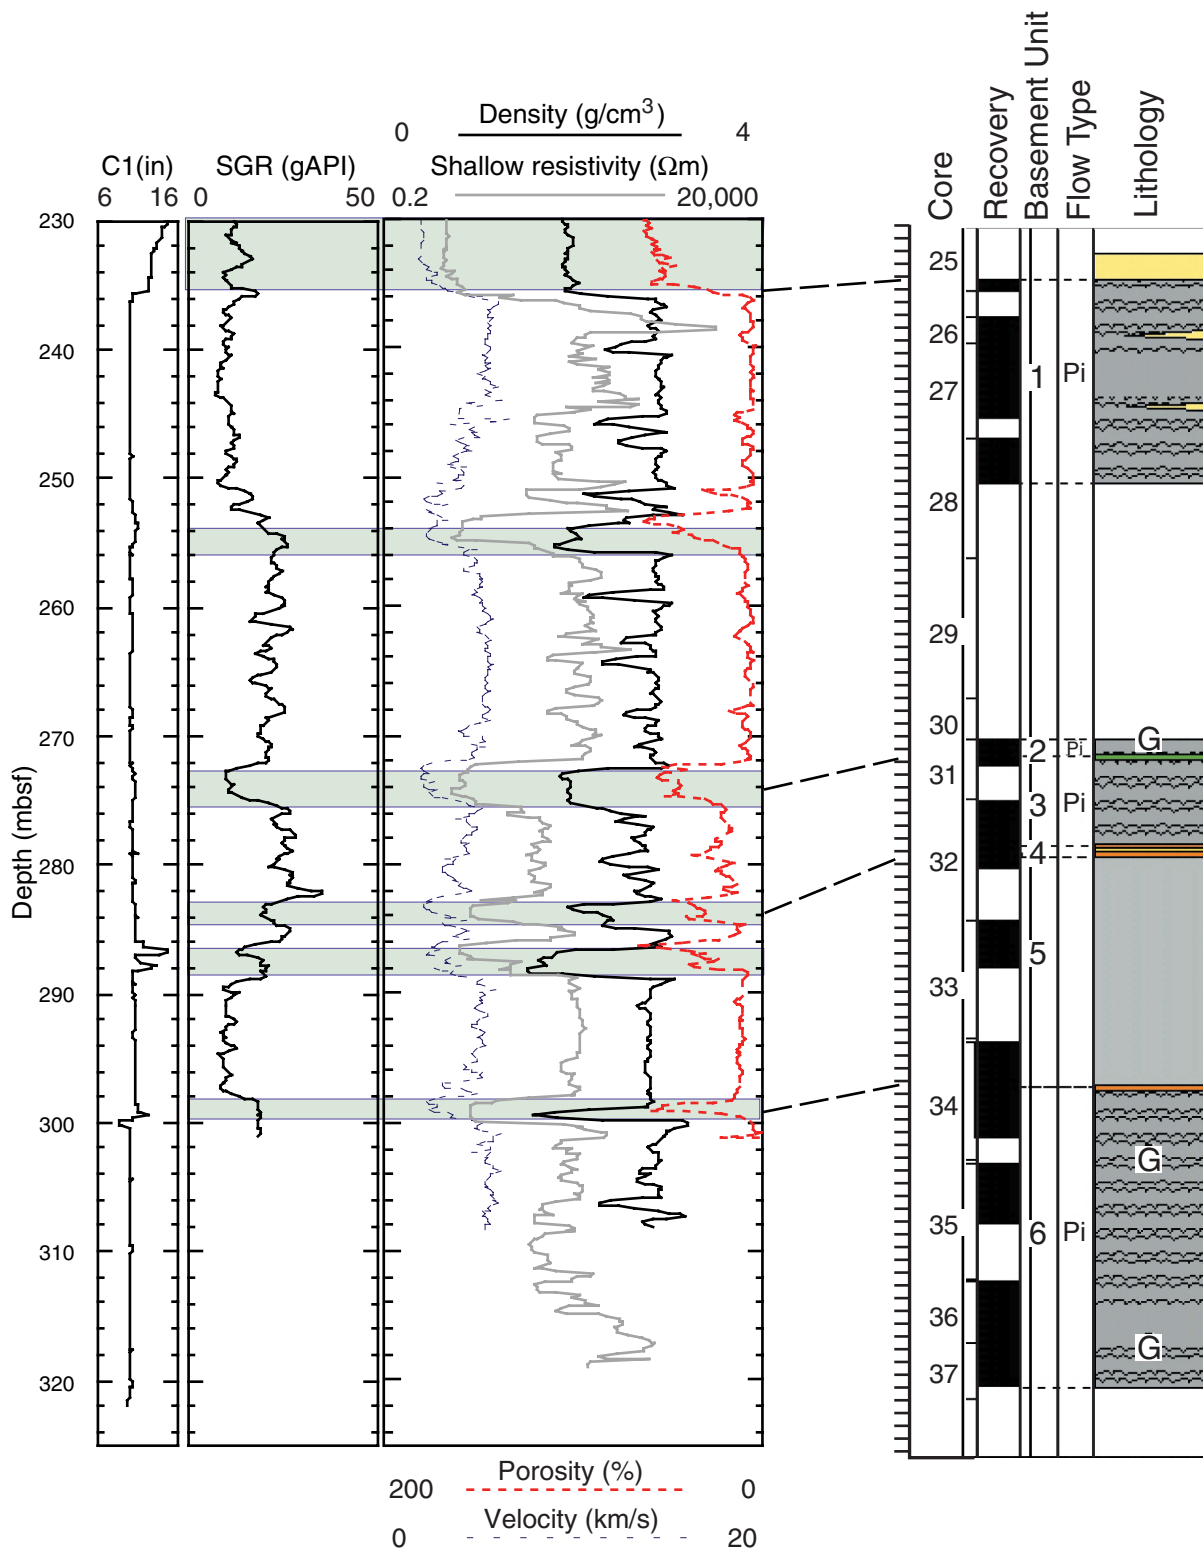 Density (g/cm3)
0 4
C1(in) SGR (gAPI) Shallow resistivity (Ωm)
6 16 0 50 0.2 20,000
Core
Recovery
Basement Unit
Flow Type
Lithology
Depth (mbsf)
230
240
250
260
270
280
290
300
310
320
25
26
27
28
29
30
31
32
33
34
35
36
37
1 Pi
2 Pi G
3 Pi
4
5
6 Pi
G
G
Porosity (%)
200 0
Velocity (km/s)
0 20